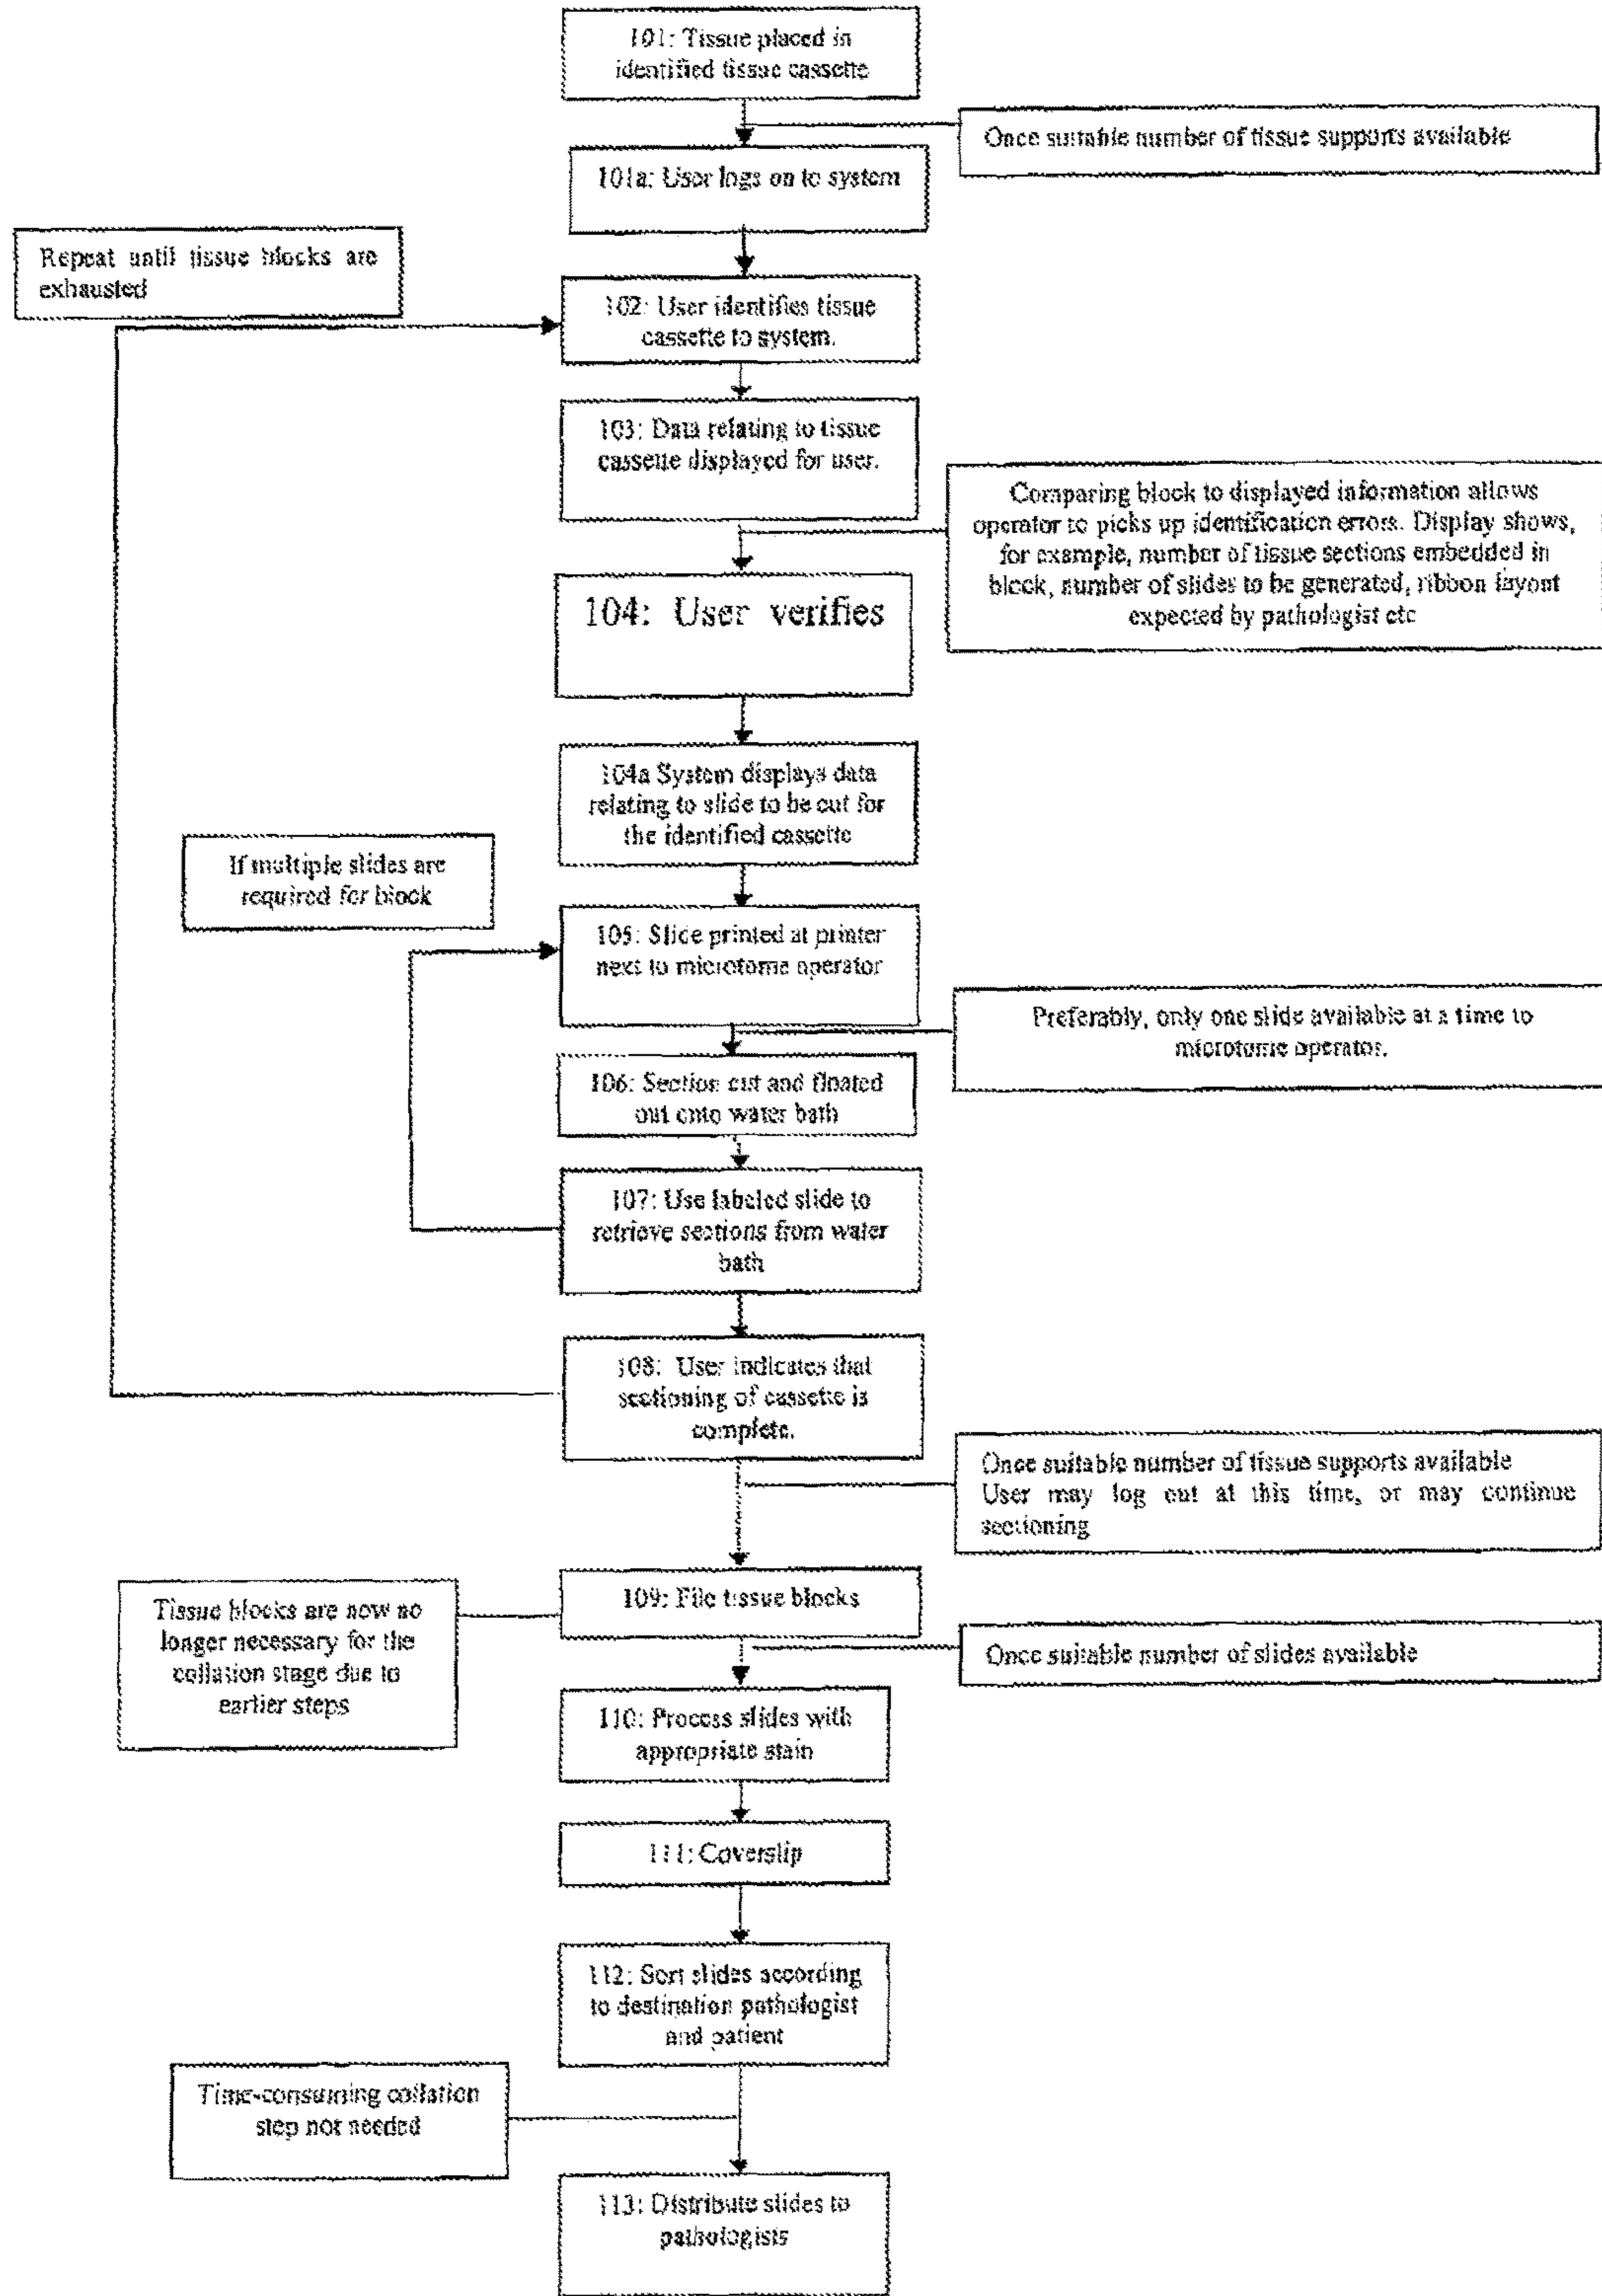 101: Tissue placed in
identified tissue cassette
Once suitable number of tissue supports available
101a: User logs on to system
Repeat until tissue blocks are
exhausted
102: User identifies tissue
cassette to system.
103: Data relating to tissue
cassette displayed for user.
Comparing block to displayed information allows
operator to picks up identification errors. Display shows,
for example, number of tissue sections embedded in
block, number of slides to be generated, ribbon layout
expected by pathologist etc
104: User verifies
104a System displays data
relating to slide to be cut for
the identified cassette
If multiple slides are
required for block
105: Slide printed at printer
next to microtome operator
Preferably, only one slide available at a time to
microtome operator.
106: Section cut and floated
out onto water bath
107: Use labeled slide to
retrieve sections from water
bath
108: User indicates that
sectioning of cassette is
complete.
Once suitable number of tissue supports available
User may log out at this time, or may continue
sectioning
109: File tissue blocks
Tissue blocks are now no
longer necessary for the
collation stage due to
earlier steps
Once suitable number of slides available
110: Process slides with
appropriate stain
111: Coverslip
112: Sort slides according
to destination pathologist
and patient
Time-consuming collation
step not needed
113: Distribute slides to
pathologists